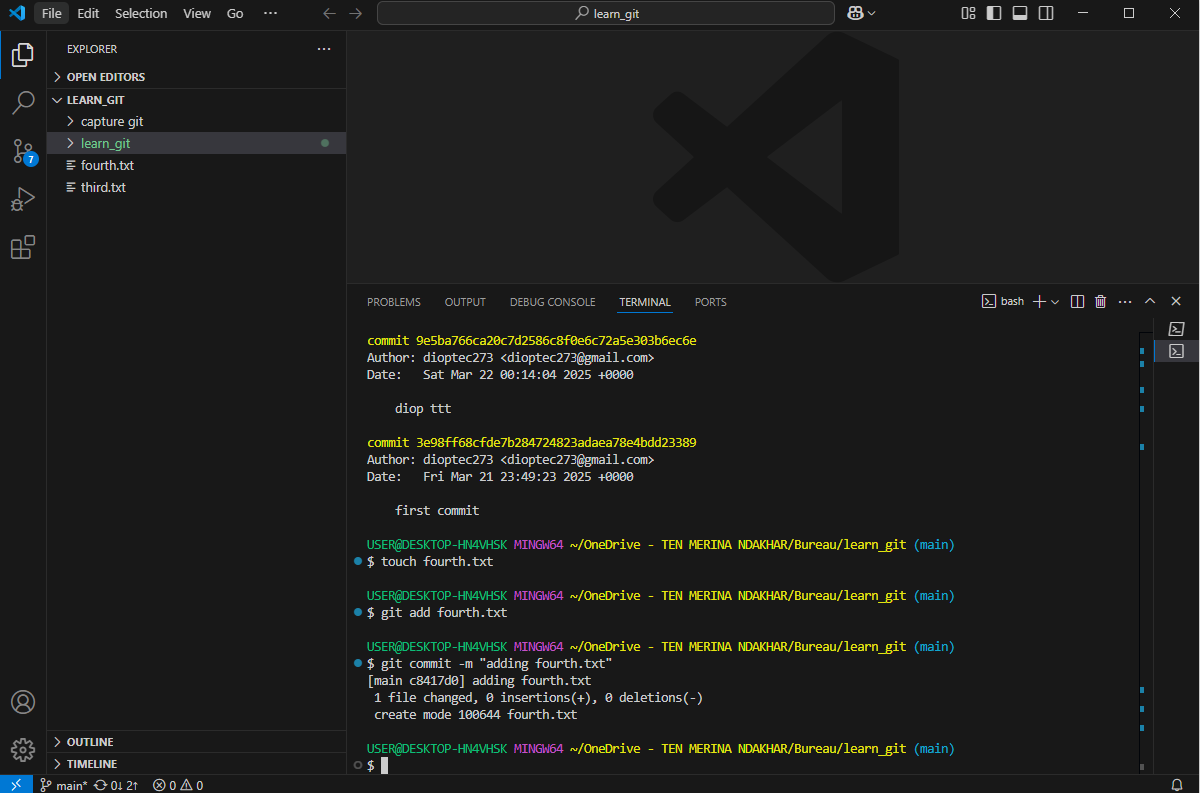 File Edit Selection View Go ··· learn_git
EXPLORER ···
OPEN EDITORS
LEARN_GIT
capture git
learn_git
fourth.txt
third.txt
7
OUTLINE
TIMELINE
PROBLEMS OUTPUT DEBUG CONSOLE TERMINAL PORTS bash ···
commit 9e5ba766ca20c7d2586c8f0e6c72a5e303b6ec6e
Author: dioptec273 <dioptec273@gmail.com>
Date:   Sat Mar 22 00:14:04 2025 +0000
    diop ttt
commit 3e98ff68cfde7b284724823adaea78e4bdd23389
Author: dioptec273 <dioptec273@gmail.com>
Date:   Fri Mar 21 23:49:23 2025 +0000
    first commit
USER@DESKTOP-HN4VHSK MINGW64 ~/OneDrive - TEN MERINA NDAKHAR/Bureau/learn_git (main)
$ touch fourth.txt
USER@DESKTOP-HN4VHSK MINGW64 ~/OneDrive - TEN MERINA NDAKHAR/Bureau/learn_git (main)
$ git add fourth.txt
USER@DESKTOP-HN4VHSK MINGW64 ~/OneDrive - TEN MERINA NDAKHAR/Bureau/learn_git (main)
$ git commit -m "adding fourth.txt"
[main c8417d0] adding fourth.txt
 1 file changed, 0 insertions(+), 0 deletions(-)
 create mode 100644 fourth.txt
USER@DESKTOP-HN4VHSK MINGW64 ~/OneDrive - TEN MERINA NDAKHAR/Bureau/learn_git (main)
$
main* 0↓ 2↑ 0 0